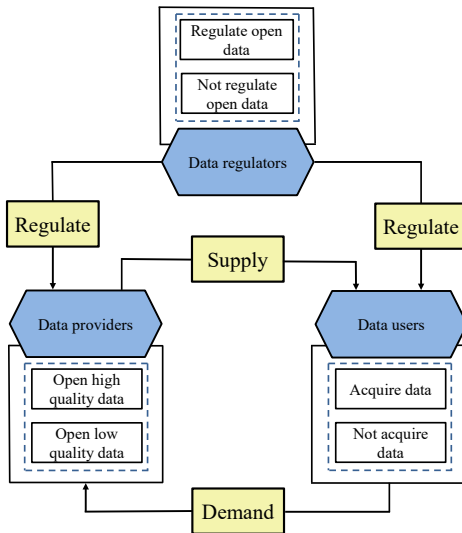 Regulate open
data
Not regulate
open data
Data regulators
Regulate
Regulate
Supply
Data providers
Data users
Open high
quality data
Open low
quality data
Acquire data
Not acquire
data
Demand